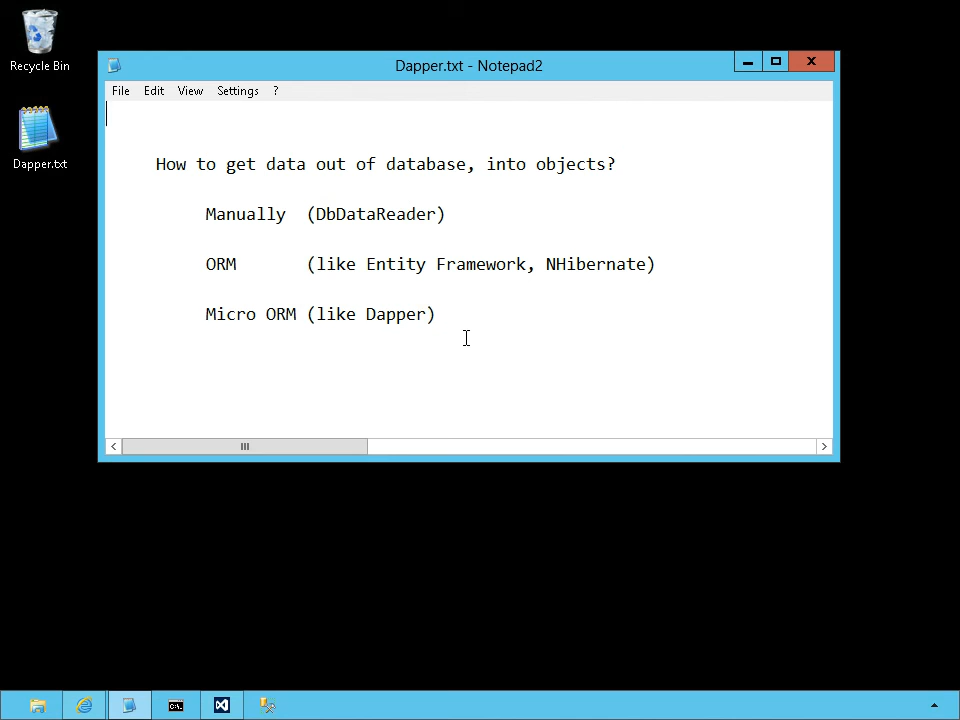 Recycle Bin
Dapper.txt
Dapper.txt - Notepad2
File Edit View Settings ?
How to get data out of database, into objects?
Manually (DbDataReader)
ORM (like Entity Framework, NHibernate)
Micro ORM (like Dapper)
C:\.